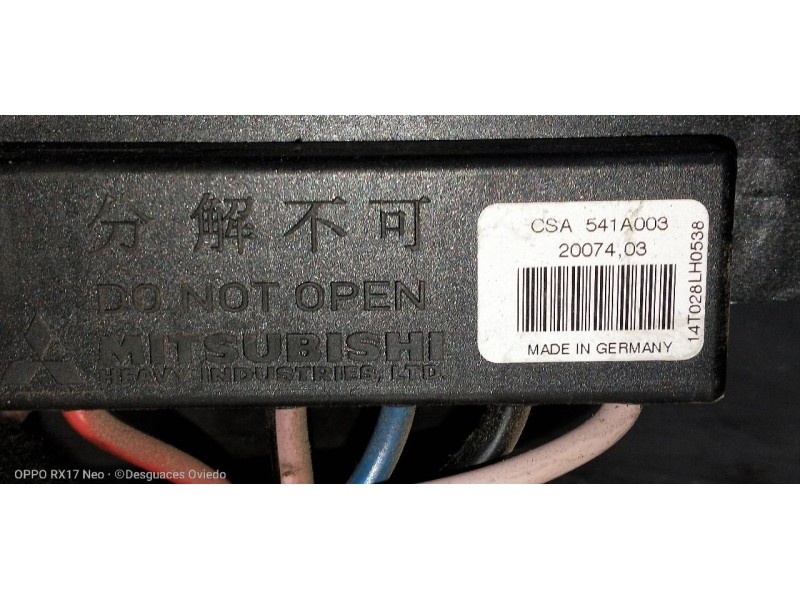 分解不可
DO NOT OPEN
MITSUBISHI
HEAVY INDUSTRIES, LTD.
CSA 541A003
20074,03
MADE IN GERMANY
14T028LH0538
OPPO RX17 Neo · ©Desguaces Oviedo